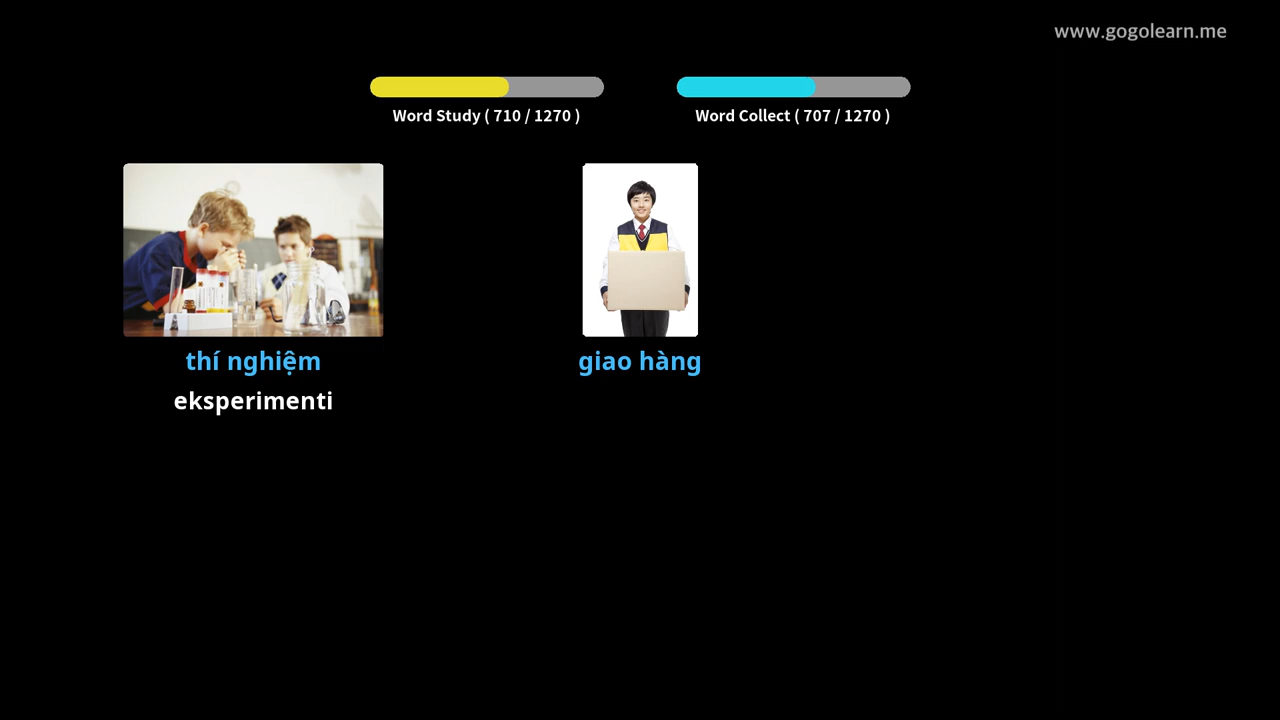 www.gogolearn.me
Word Study ( 710 / 1270 )
Word Collect ( 707 / 1270 )
thí nghiệm
giao hàng
eksperimenti